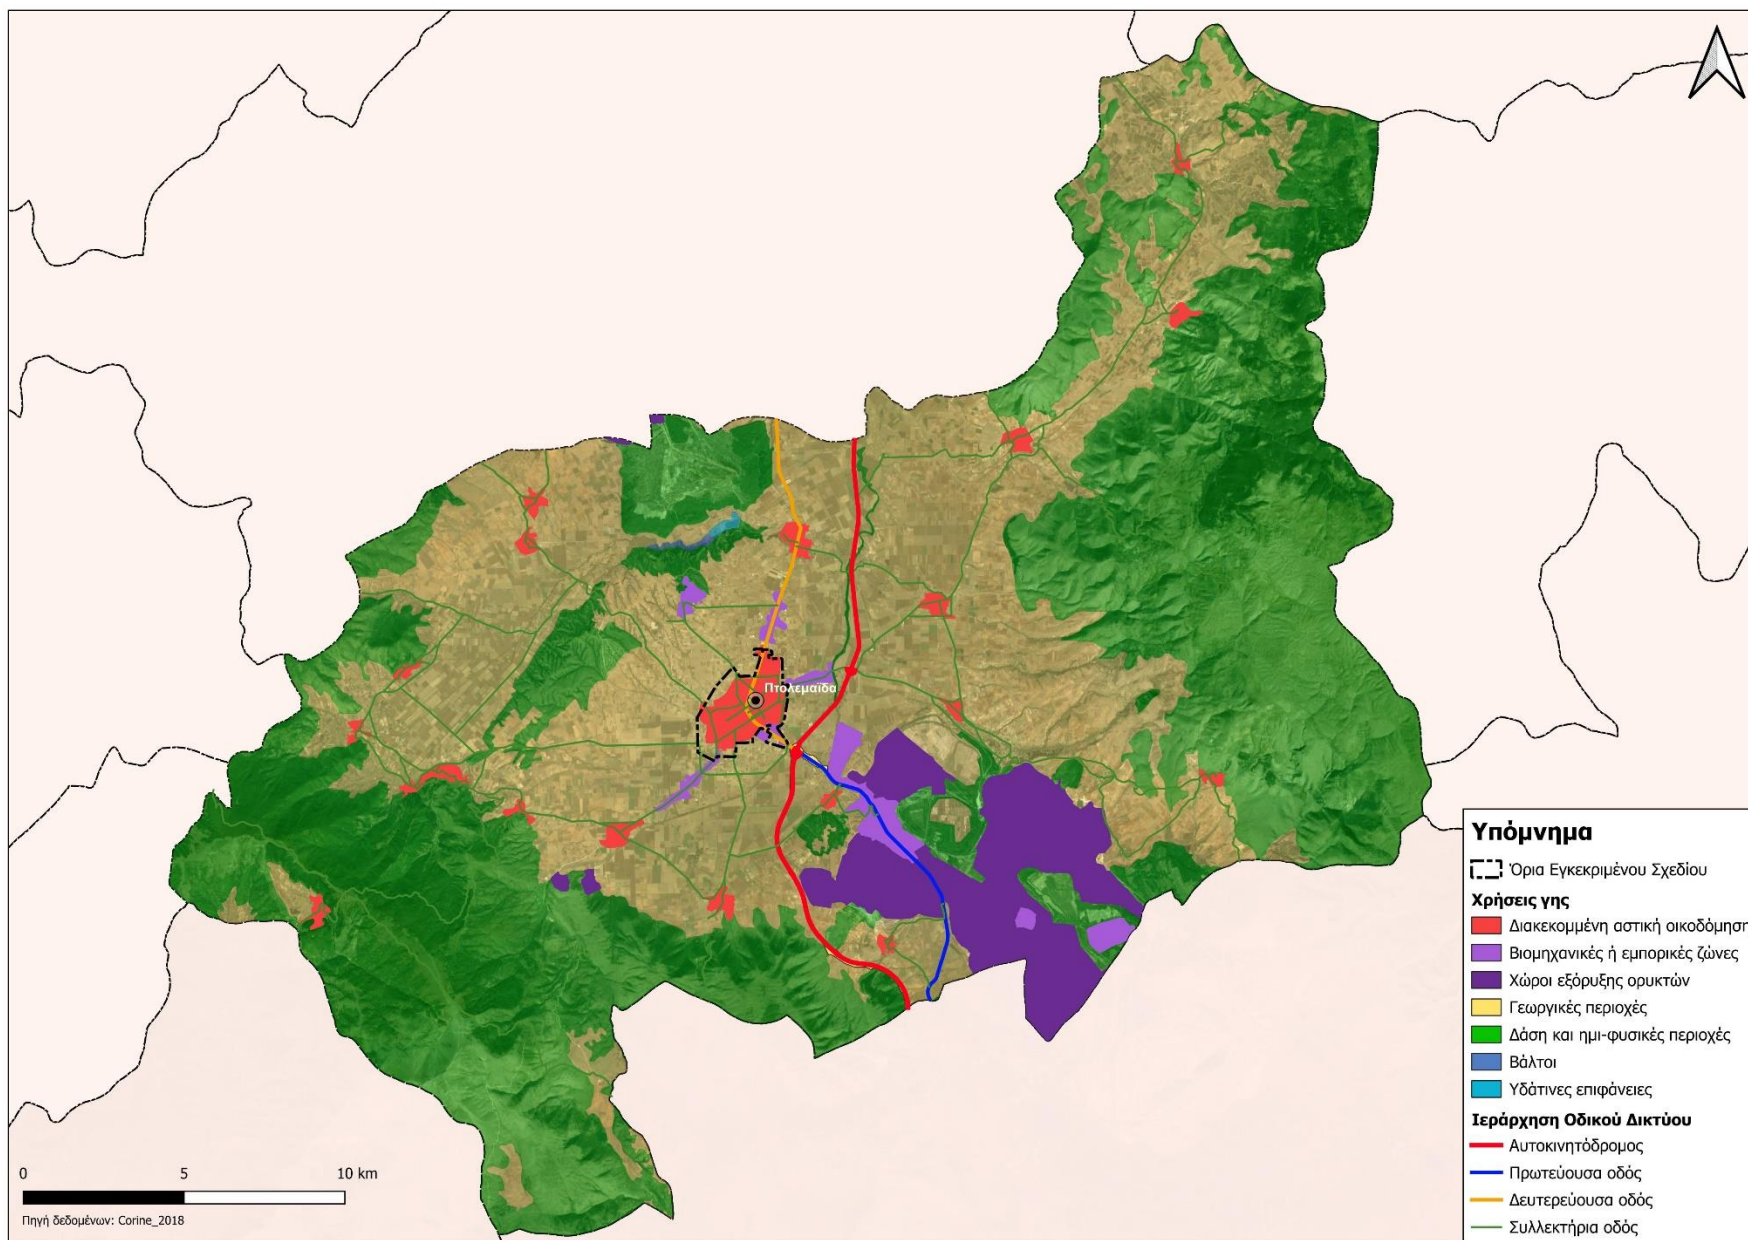 Πτολεμαΐδα
Υπόμνημα
Όρια Εγκεκριμένου Σχεδίου
Χρήσεις γης
Διακεκομμένη αστική οικοδόμηση
Βιομηχανικές ή εμπορικές ζώνες
Χώροι εξόρυξης ορυκτών
Γεωργικές περιοχές
Δάση και ημι-φυσικές περιοχές
Βάλτοι
Υδάτινες επιφάνειες
Ιεράρχηση Οδικού Δικτύου
Αυτοκινητόδρομος
Πρωτεύουσα οδός
Δευτερεύουσα οδός
Συλλεκτήρια οδός
0 5 10 km
Πηγή δεδομένων: Corine_2018